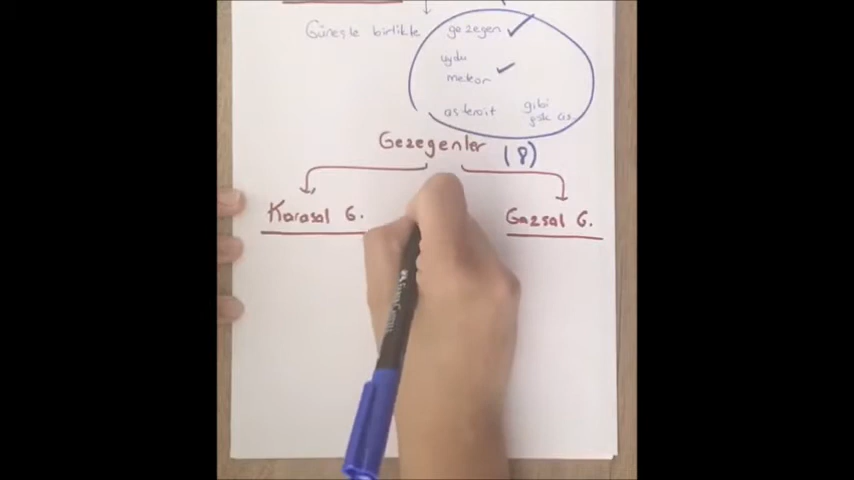 Güneşle birlikte gezegen ✓
uydu
meteor ✓
asteroit gibi
gök cis.
Gezegenler (8)
Karasal G. Gazsal G.